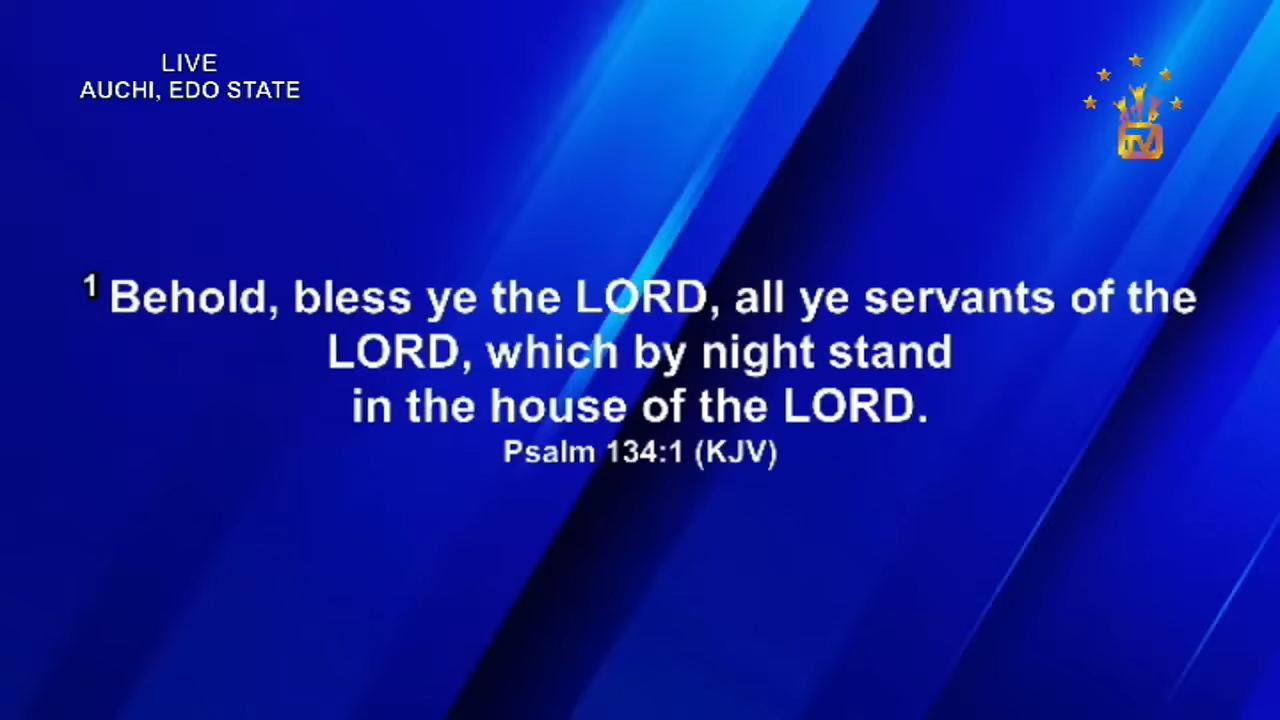 LIVE
AUCHI, EDO STATE
TV
1 Behold, bless ye the LORD, all ye servants of the
LORD, which by night stand
in the house of the LORD.
Psalm 134:1 (KJV)